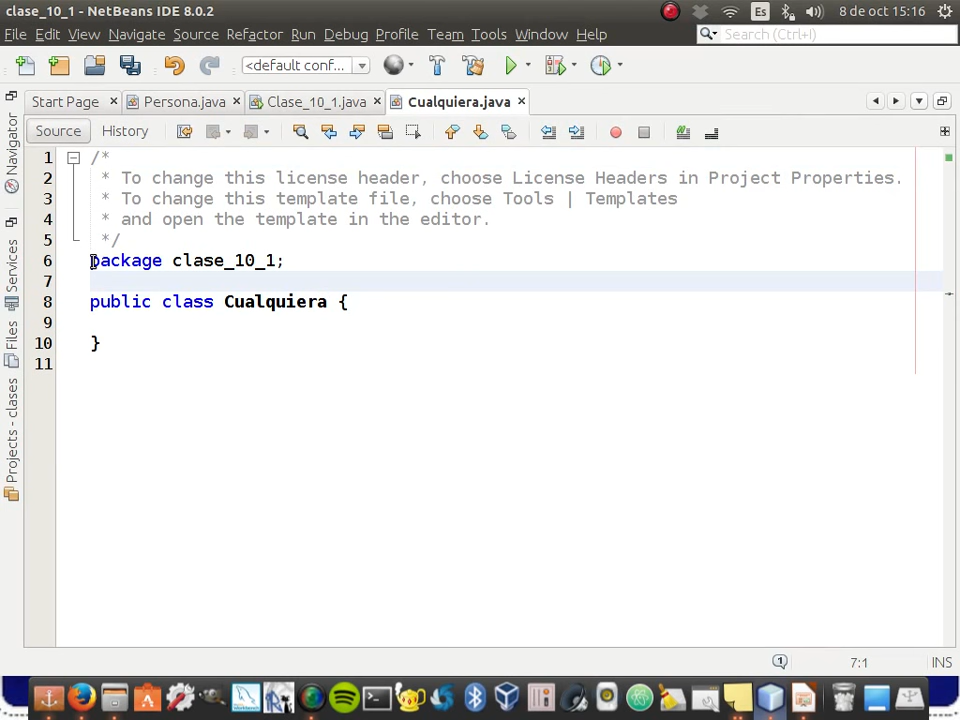 clase_10_1 - NetBeans IDE 8.0.2
Es
8 de oct 15:16
File Edit View Navigate Source Refactor Run Debug Profile Team Tools Window Help
Search (Ctrl+I)
<default conf...
Start Page
Persona.java
Clase_10_1.java
Cualquiera.java
Source
History
Navigator
Services
Files
Projects - clases
1 /*
2 * To change this license header, choose License Headers in Project Properties.
3 * To change this template file, choose Tools | Templates
4 * and open the template in the editor.
5 */
6 package clase_10_1;
7
8 public class Cualquiera {
9
10 }
11
1
7:1
INS